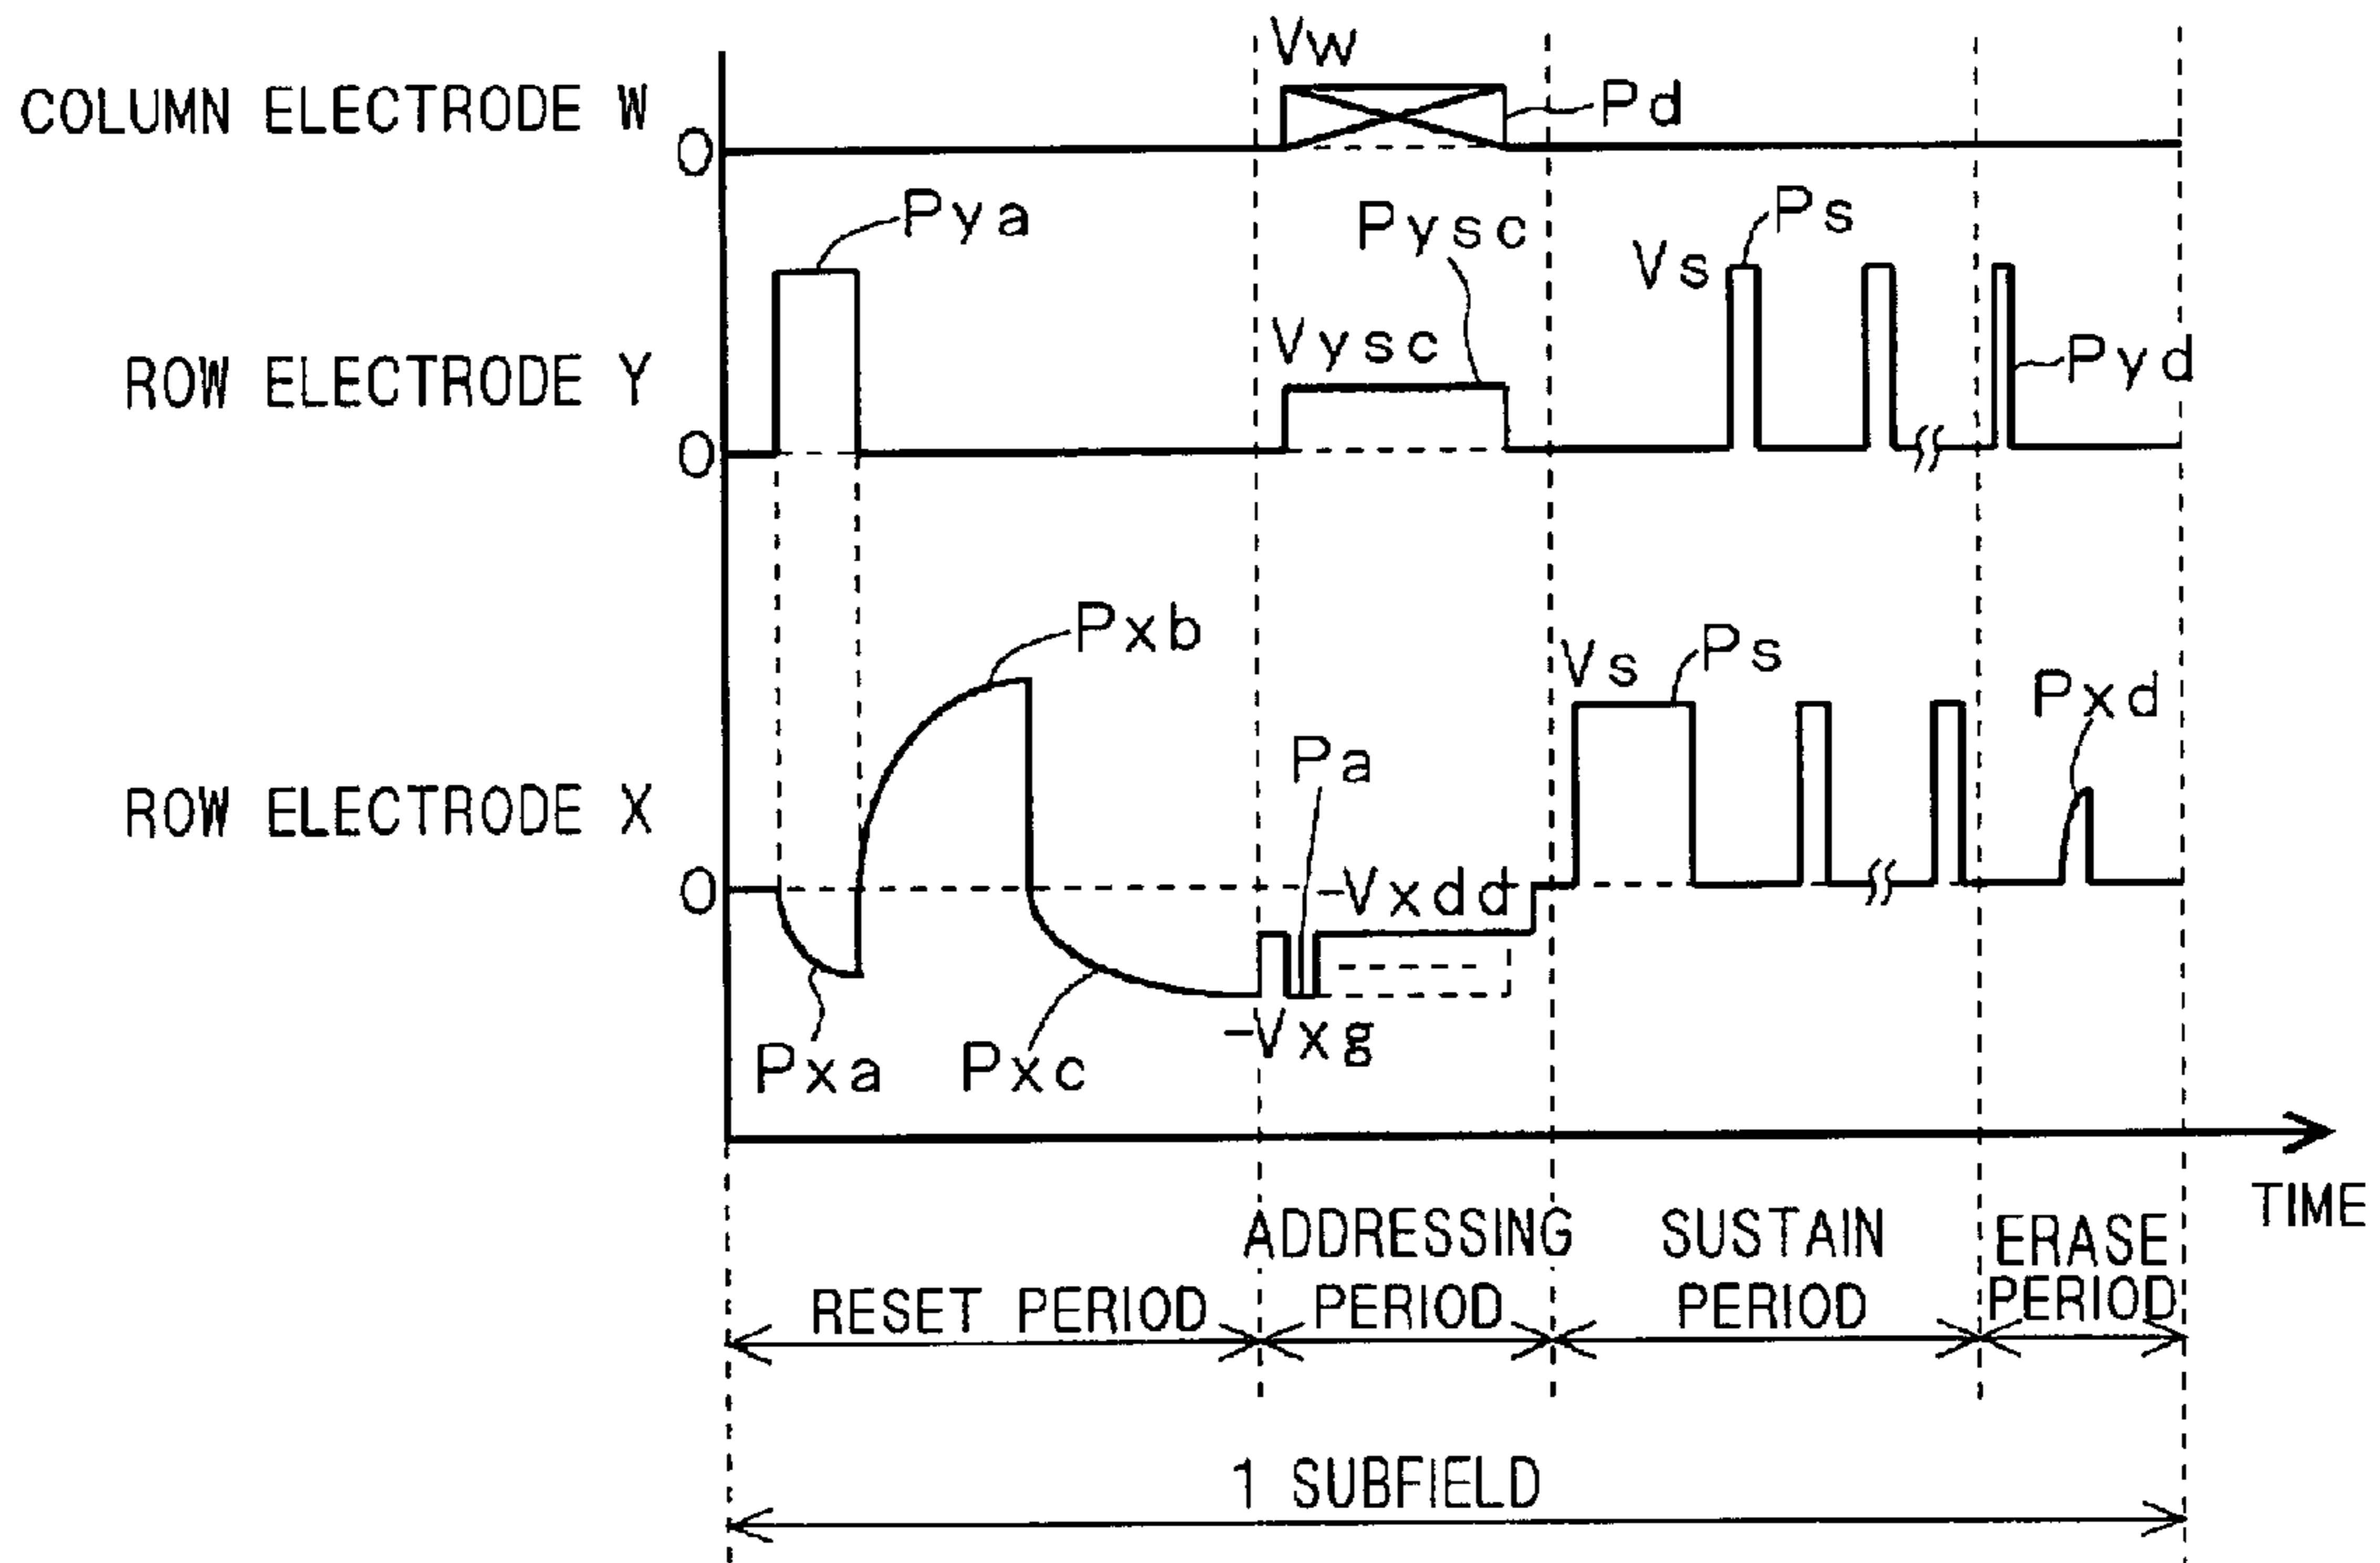 Vw
COLUMN ELECTRODE W
Pd
0
Pya
Pysc
Ps
Vs
Vysc
ROW ELECTRODE Y
Pyd
0
Pxb
Vs
Ps
Pxd
Pa
ROW ELECTRODE X
0
-Vxdd
-Vxg
Pxa
Pxc
TIME
RESET PERIOD
ADDRESSING
PERIOD
SUSTAIN
PERIOD
ERASE
PERIOD
1 SUBFIELD